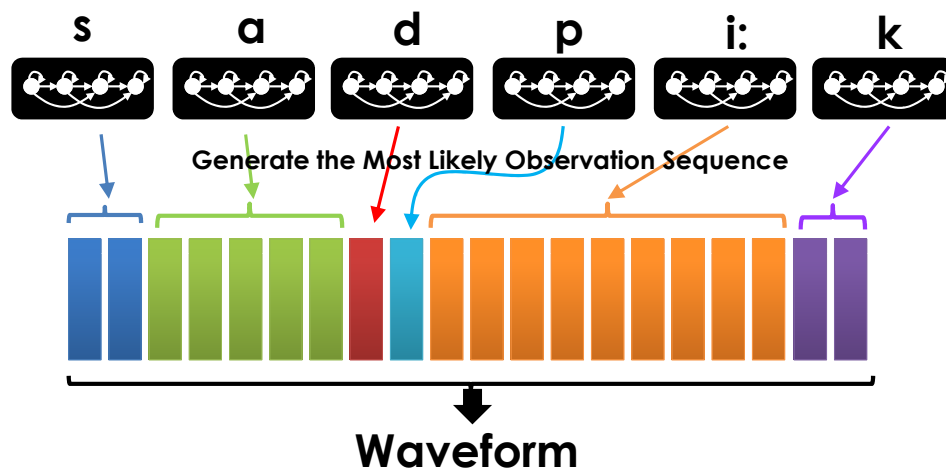 s a d p i: k
Generate the Most Likely Observation Sequence
Waveform